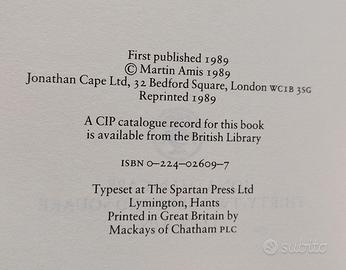 First published 1989
© Martin Amis 1989
Jonathan Cape Ltd, 32 Bedford Square, London WC1B 3SG
Reprinted 1989
A CIP catalogue record for this book
is available from the British Library
ISBN 0–224–02609–7
Typeset at The Spartan Press Ltd
Lymington, Hants
Printed in Great Britain by
Mackays of Chatham PLC
subito